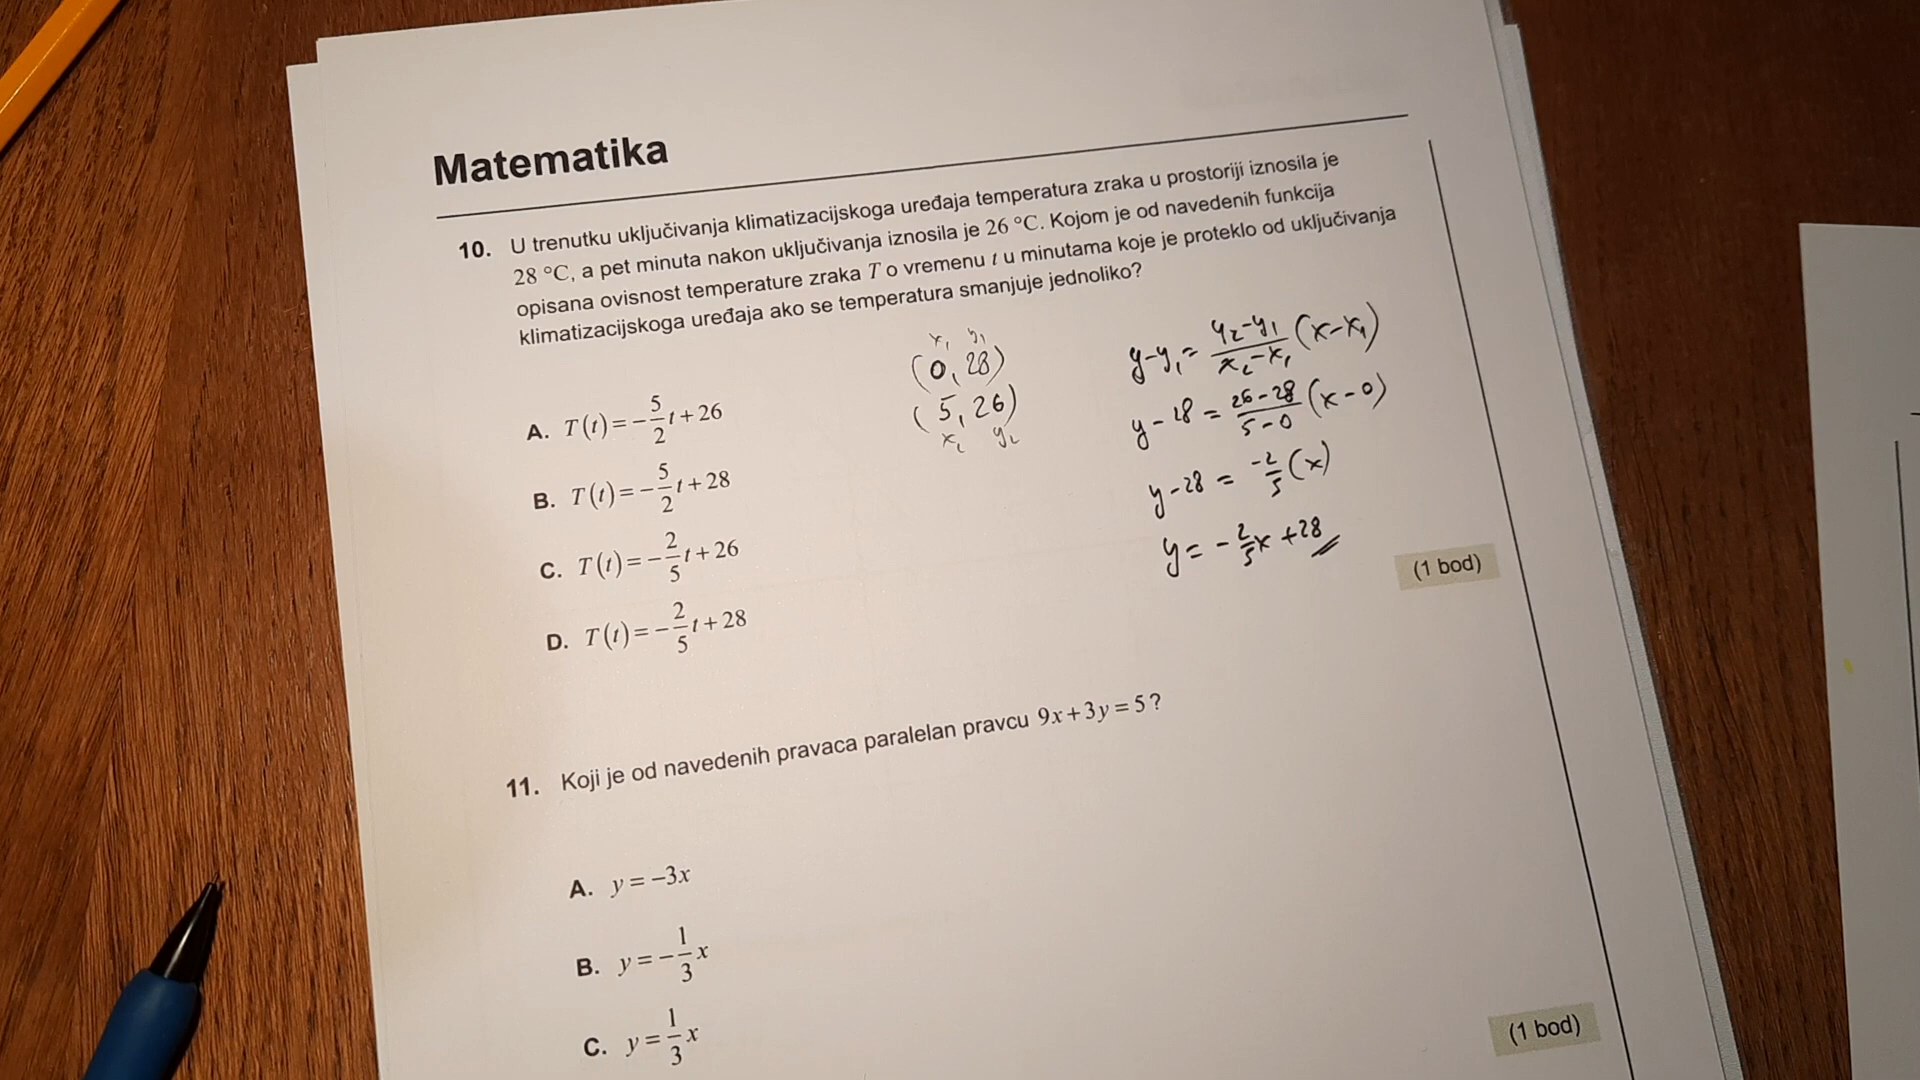 Matematika
10. U trenutku uključivanja klimatizacijskoga uređaja temperatura zraka u prostoriji iznosila je
28 °C, a pet minuta nakon uključivanja iznosila je 26 °C. Kojom je od navedenih funkcija
opisana ovisnost temperature zraka T o vremenu t u minutama koje je proteklo od uključivanja
klimatizacijskoga uređaja ako se temperatura smanjuje jednoliko?
A. T(t) = -5/2 t + 26
B. T(t) = -5/2 t + 28
C. T(t) = -2/5 t + 26
D. T(t) = -2/5 t + 28
x₁ y₁
(0, 28)
(5, 26)
x₂ y₂
y - y₁ = (y₂ - y₁)/(x₂ - x₁) (x - x₁)
y - 28 = (26 - 28)/(5 - 0) (x - 0)
y - 28 = -2/5 (x)
y = -2/5 x + 28
(1 bod)
11. Koji je od navedenih pravaca paralelan pravcu 9x + 3y = 5?
A. y = -3x
B. y = -1/3 x
C. y = 1/3 x
(1 bod)